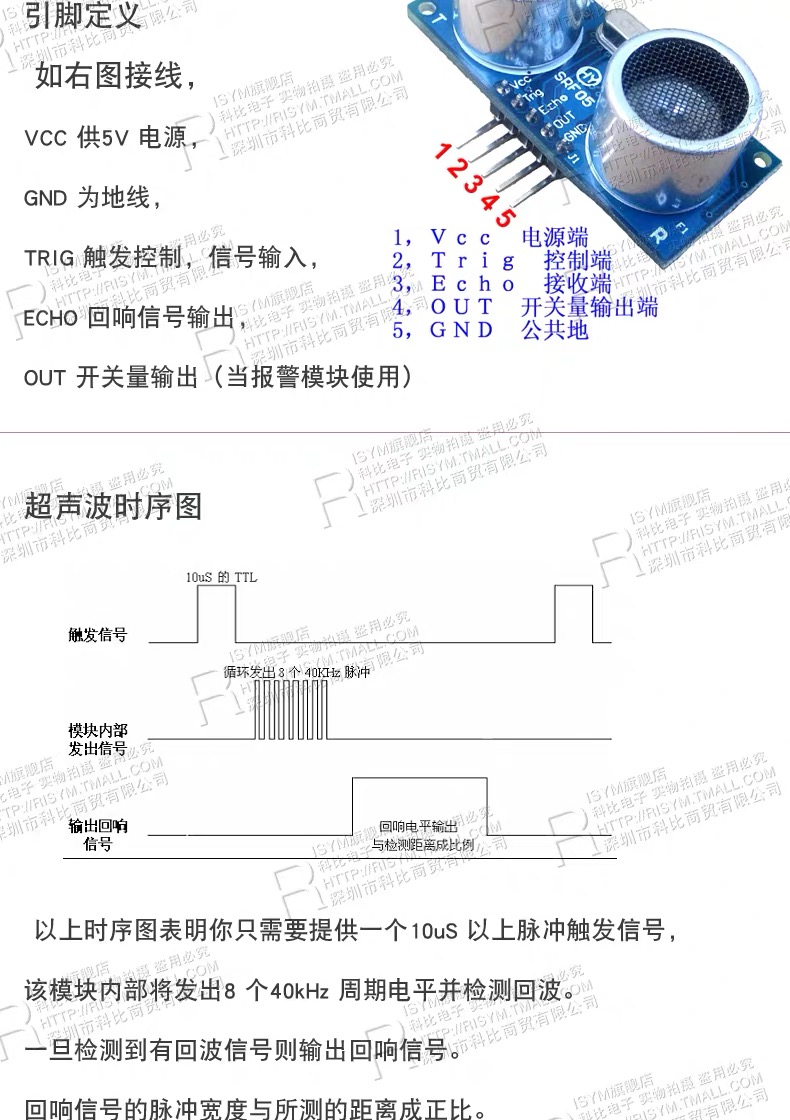 引脚定义
如右图接线，
VCC 供5V 电源，
GND 为地线，
TRIG 触发控制，信号输入，
ECHO 回响信号输出，
OUT 开关量输出（当报警模块使用）
T
Vcc
Trig
Echo
OUT
GND
SRF05
J1
R
F1
1 2 3 4 5
1，Vcc 电源端
2，Trig 控制端
3，Echo 接收端
4，OUT 开关量输出端
5，GND 公共地
超声波时序图
10uS 的 TTL
触发信号
循环发出 8 个 40KHz 脉冲
模块内部
发出信号
输出回响
信号
回响电平输出
与检测距离成比例
以上时序图表明你只需要提供一个10uS 以上脉冲触发信号，
该模块内部将发出8 个40kHz 周期电平并检测回波。
一旦检测到有回波信号则输出回响信号。
回响信号的脉冲宽度与所测的距离成正比。
ISYM旗舰店
科比电子 实物拍摄 盗用必究
HTTP://RISYM.TMALL.COM
深圳市科比商贸有限公司